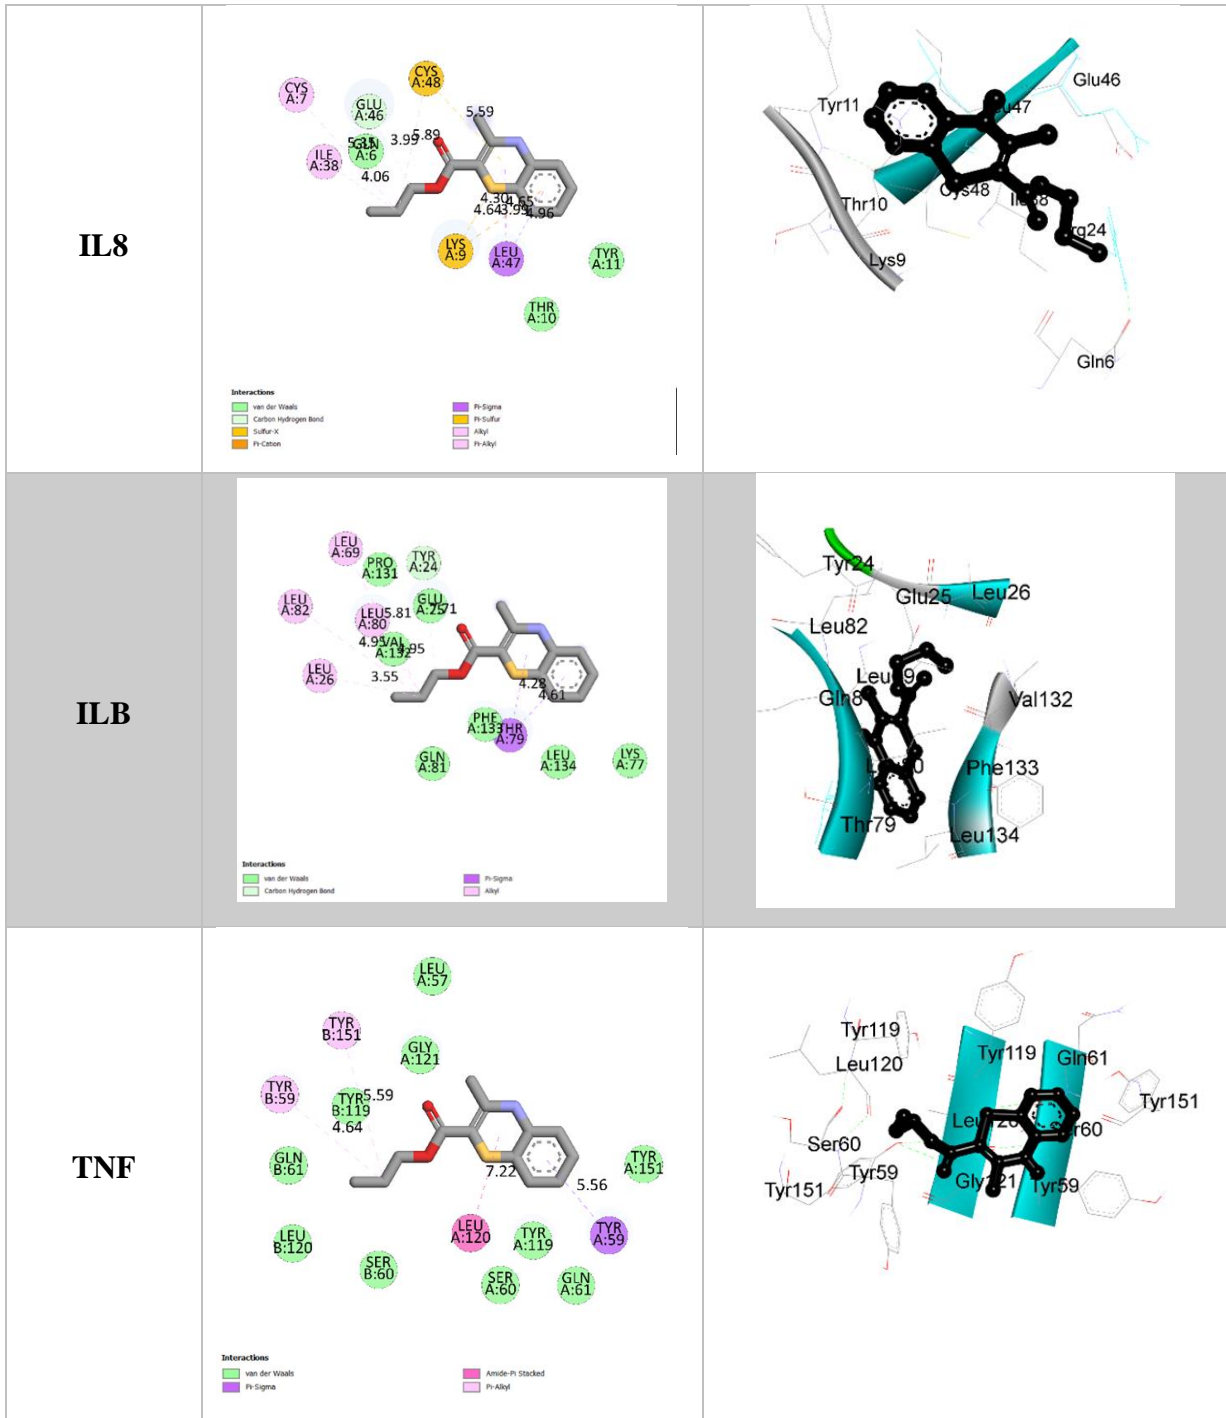 IL8
CYS
A:7
GLU
A:46
CYS
A:48
GLN
A:6
ILE
A:38
5.59
5.89
3.99
4.06
4.30
4.65
4.64
3.99
4.96
LYS
A:9
LEU
A:47
TYR
A:11
THR
A:10
Interactions
van der Waals
Carbon Hydrogen Bond
Sulfur-X
Pi-Cation
Pi-Sigma
Pi-Sulfur
Alkyl
Pi-Alkyl
Glu46
Tyr11
Cys48
Thr10
Lys9
Gln6
ILB
LEU
A:69
PRO
A:131
TYR
A:24
LEU
A:82
LEU
A:80
GLU
A:25
5.81
4.95
VAL
A:132
4.95
LEU
A:26
3.55
4.28
4.61
PHE
A:133
THR
A:79
GLN
A:81
LEU
A:134
LYS
A:77
Interactions
van der Waals
Carbon Hydrogen Bond
Pi-Sigma
Alkyl
Tyr24
Glu25
Leu26
Leu82
Val132
Phe133
Thr79
Leu134
TNF
LEU
A:57
TYR
B:151
GLY
A:121
TYR
B:59
TYR
B:119
5.59
4.64
GLN
B:61
7.22
5.56
TYR
A:151
LEU
B:120
SER
B:60
LEU
A:120
TYR
A:119
TYR
A:59
SER
A:60
GLN
A:61
Interactions
van der Waals
Pi-Sigma
Amide-Pi Stacked
Pi-Alkyl
Tyr119
Leu120
Tyr119
Gln61
Tyr151
Ser60
Tyr59
Tyr151
Gly121
Tyr59